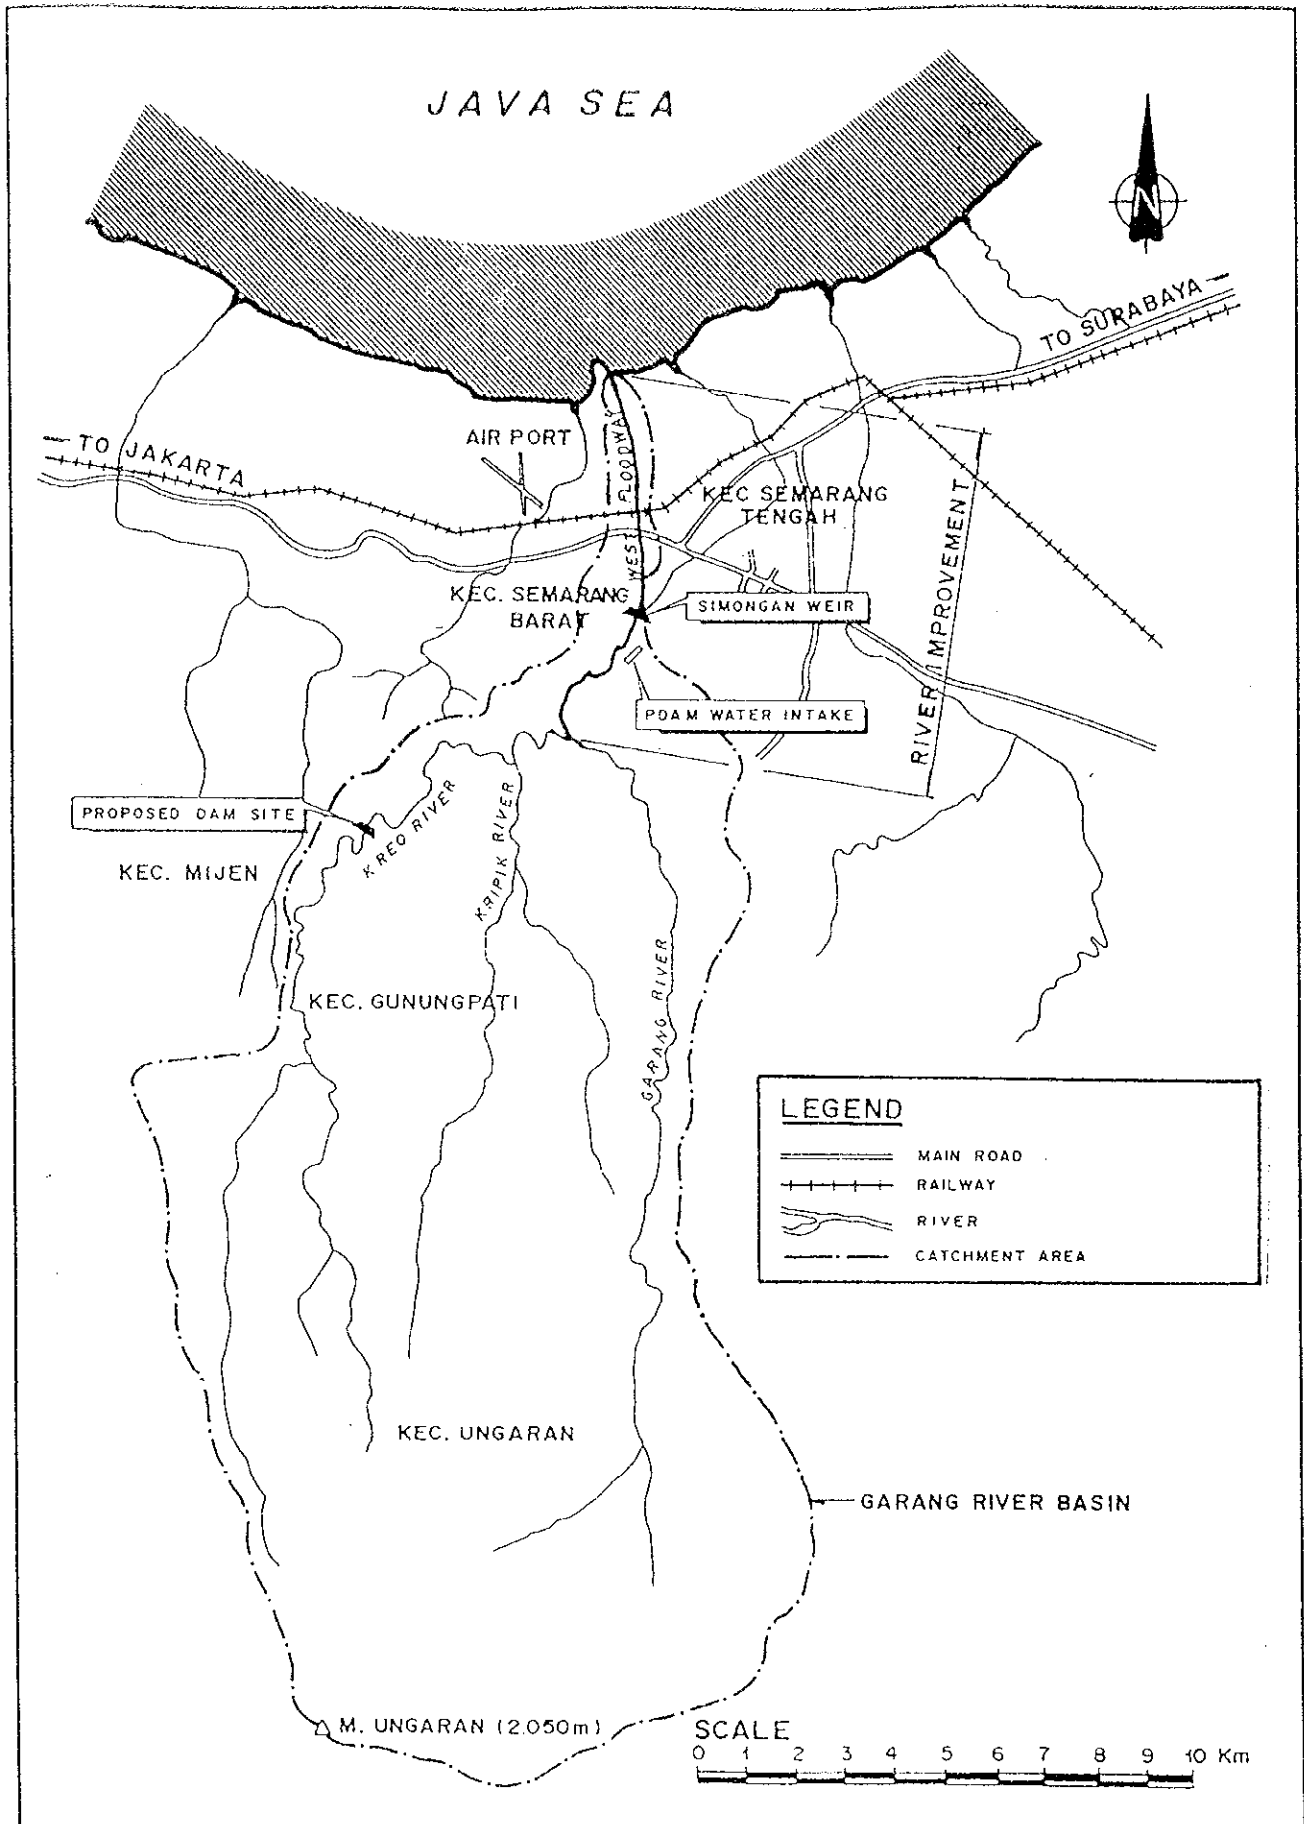 JAVA SEA
N
TO SURABAYA
TO JAKARTA
AIR PORT
WEST FLOODWAY
KEC SEMARANG
TENGAH
KEC. SEMARANG
BARAT
SIMONGAN WEIR
RIVER IMPROVEMENT
PDAM WATER INTAKE
PROPOSED DAM SITE
KREO RIVER
KRIPIK RIVER
KEC. MIJEN
GARANG RIVER
KEC. GUNUNGPATI
LEGEND
MAIN ROAD
RAILWAY
RIVER
CATCHMENT AREA
KEC. UNGARAN
GARANG RIVER BASIN
M. UNGARAN (2.050m)
SCALE
0 1 2 3 4 5 6 7 8 9 10 Km